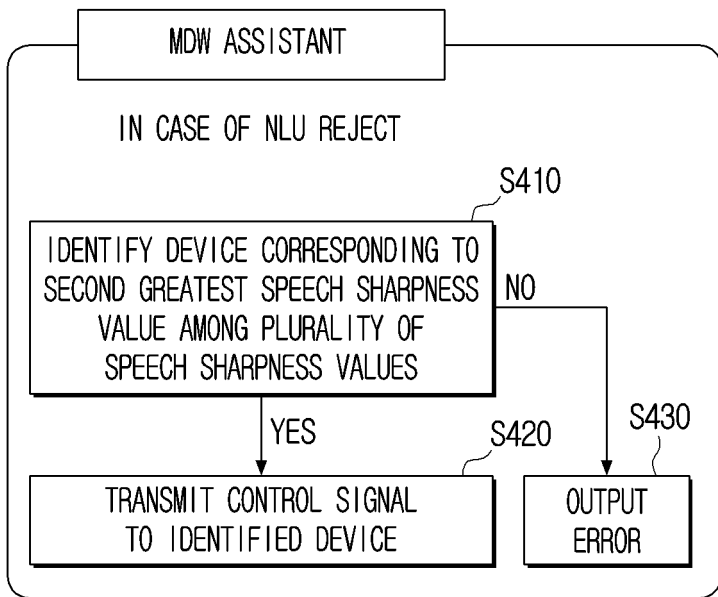 MDW ASSISTANT
IN CASE OF NLU REJECT
S410
IDENTIFY DEVICE CORRESPONDING TO
SECOND GREATEST SPEECH SHARPNESS
VALUE AMONG PLURALITY OF
SPEECH SHARPNESS VALUES
NO
YES
S420
S430
TRANSMIT CONTROL SIGNAL
TO IDENTIFIED DEVICE
OUTPUT
ERROR